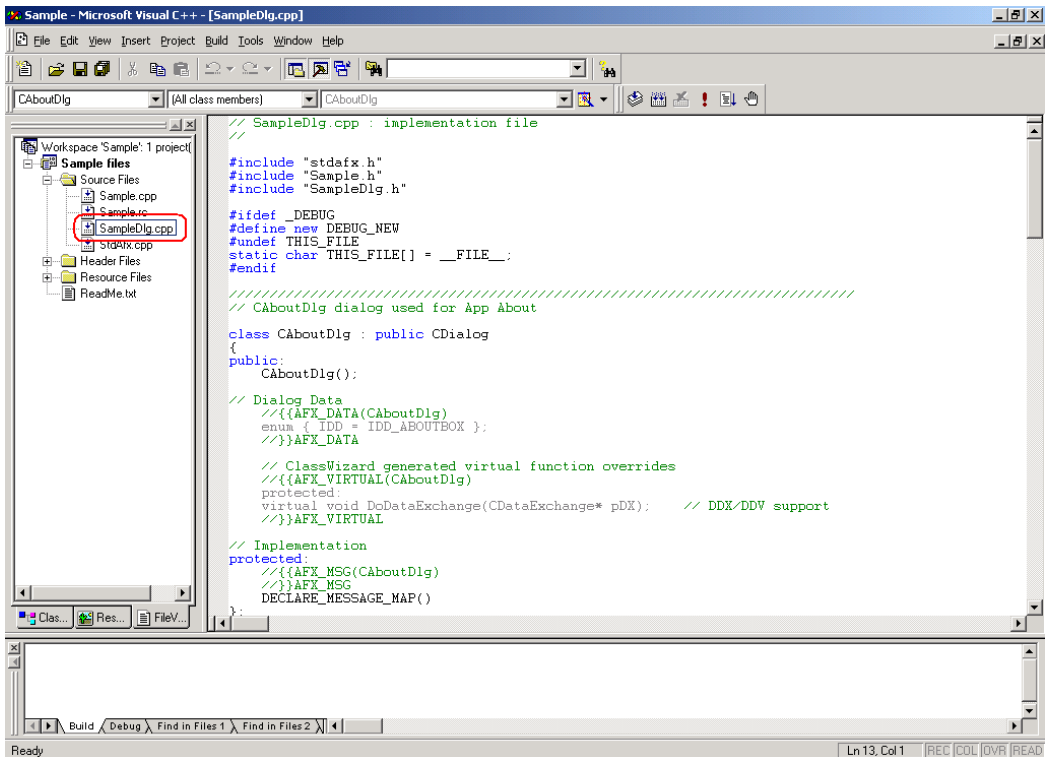 Sample - Microsoft Visual C++ - [SampleDlg.cpp]
File Edit View Insert Project Build Tools Window Help
CAboutDlg (All class members) CAboutDlg
Workspace 'Sample': 1 project(
Sample files
Source Files
Sample.cpp
Sample.rc
SampleDlg.cpp
StdAfx.cpp
Header Files
Resource Files
ReadMe.txt
Clas... Res... FileV...
// SampleDlg.cpp : implementation file
//
#include "stdafx.h"
#include "Sample.h"
#include "SampleDlg.h"
#ifdef _DEBUG
#define new DEBUG_NEW
#undef THIS_FILE
static char THIS_FILE[] = __FILE__;
#endif
/////////////////////////////////////////////////////////////////////////////
// CAboutDlg dialog used for App About
class CAboutDlg : public CDialog
{
public:
CAboutDlg();
// Dialog Data
//{{AFX_DATA(CAboutDlg)
enum { IDD = IDD_ABOUTBOX };
//}}AFX_DATA
// ClassWizard generated virtual function overrides
//{{AFX_VIRTUAL(CAboutDlg)
protected:
virtual void DoDataExchange(CDataExchange* pDX); // DDX/DDV support
//}}AFX_VIRTUAL
// Implementation
protected:
//{{AFX_MSG(CAboutDlg)
//}}AFX_MSG
DECLARE_MESSAGE_MAP()
};
Build Debug Find in Files 1 Find in Files 2
Ready Ln 13, Col 1 REC COL OVR READ